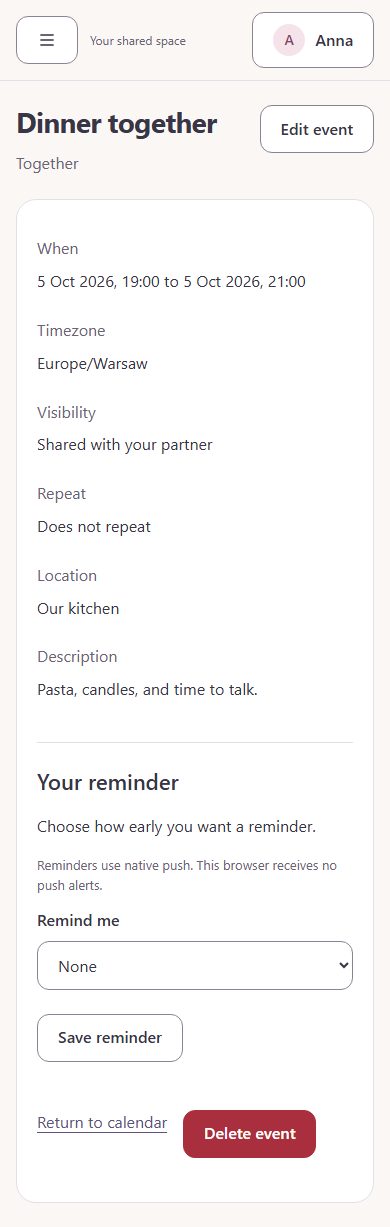 Your shared space
A
Anna
Dinner together
Edit event
Together
When
5 Oct 2026, 19:00 to 5 Oct 2026, 21:00
Timezone
Europe/Warsaw
Visibility
Shared with your partner
Repeat
Does not repeat
Location
Our kitchen
Description
Pasta, candles, and time to talk.
Your reminder
Choose how early you want a reminder.
Reminders use native push. This browser receives no
push alerts.
Remind me
None
Save reminder
Return to calendar
Delete event